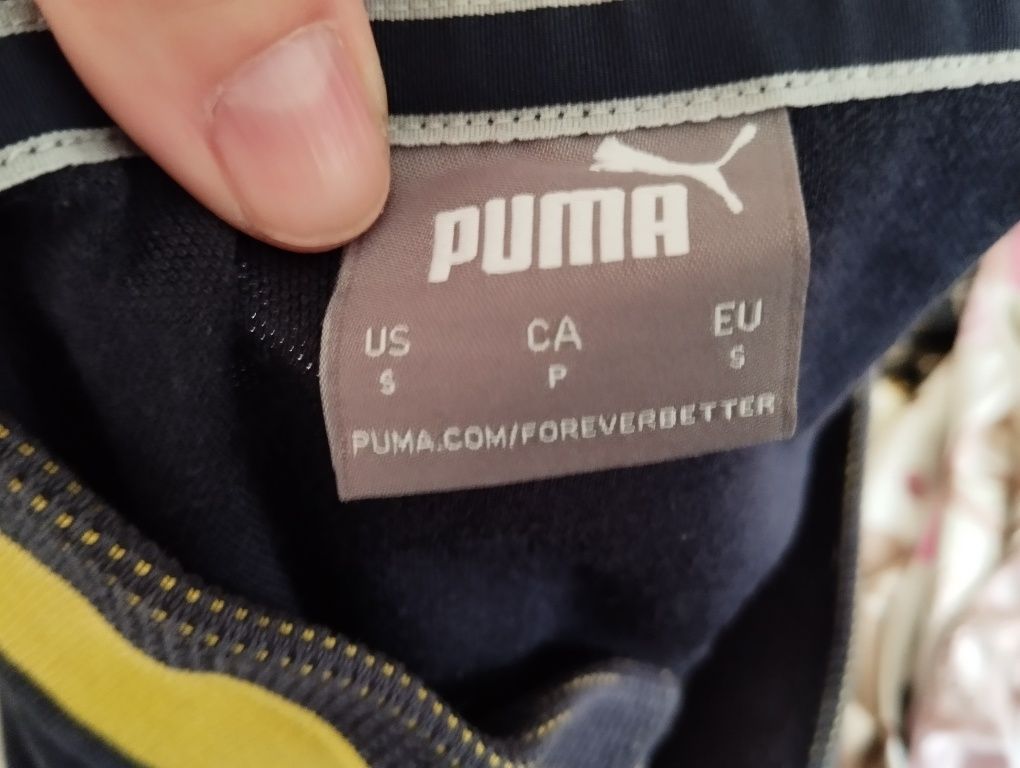 PUMA
US CA EU
S P S
PUMA.COM/FOREVERBETTER